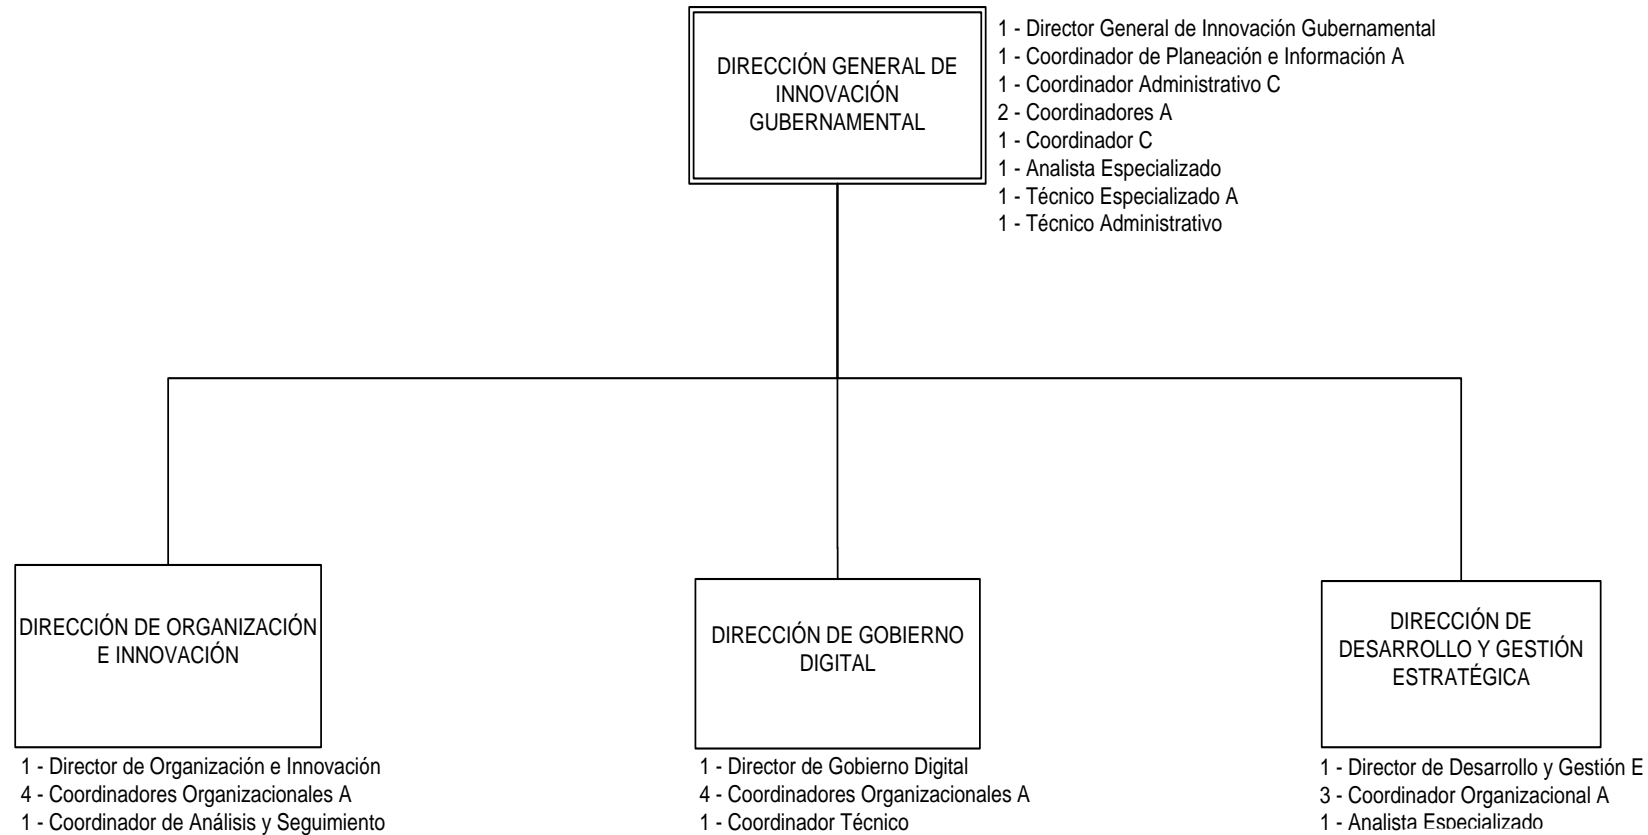 DIRECCIÓN GENERAL DE
INNOVACIÓN
GUBERNAMENTAL
1 - Director General de Innovación Gubernamental
1 - Coordinador de Planeación e Información A
1 - Coordinador Administrativo C
2 - Coordinadores A
1 - Coordinador C
1 - Analista Especializado
1 - Técnico Especializado A
1 - Técnico Administrativo
DIRECCIÓN DE ORGANIZACIÓN
E INNOVACIÓN
1 - Director de Organización e Innovación
4 - Coordinadores Organizacionales A
1 - Coordinador de Análisis y Seguimiento
DIRECCIÓN DE GOBIERNO
DIGITAL
1 - Director de Gobierno Digital
4 - Coordinadores Organizacionales A
1 - Coordinador Técnico
DIRECCIÓN DE
DESARROLLO Y GESTIÓN
ESTRATÉGICA
1 - Director de Desarrollo y Gestión E
3 - Coordinador Organizacional A
1 - Analista Especializado